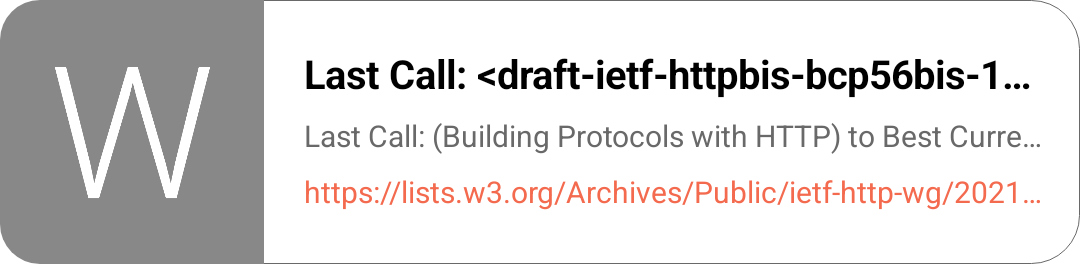 W
Last Call: <draft-ietf-httpbis-bcp56bis-1...
Last Call: (Building Protocols with HTTP) to Best Curre...
https://lists.w3.org/Archives/Public/ietf-http-wg/2021...